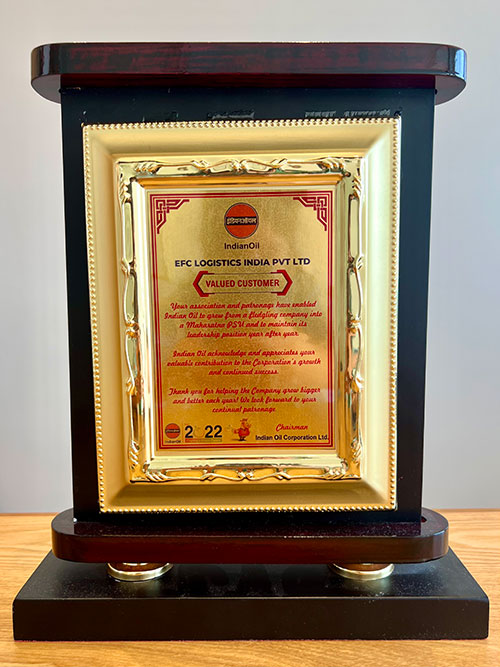 इंडियनऑयल
IndianOil
EFC LOGISTICS INDIA PVT LTD
VALUED CUSTOMER
Your association and patronage have enabled
Indian Oil to grow from a fledgling company into
a Maharatna PSU and to maintain its
leadership position year after year.
Indian Oil acknowledge and appreciates your
valuable contribution to the Corporation's growth
and continued success.
Thank you for helping the Company grow bigger
and better each year! We look forward to your
continual patronage.
Chairman
IndianOil
2 22
Indian Oil Corporation Ltd.